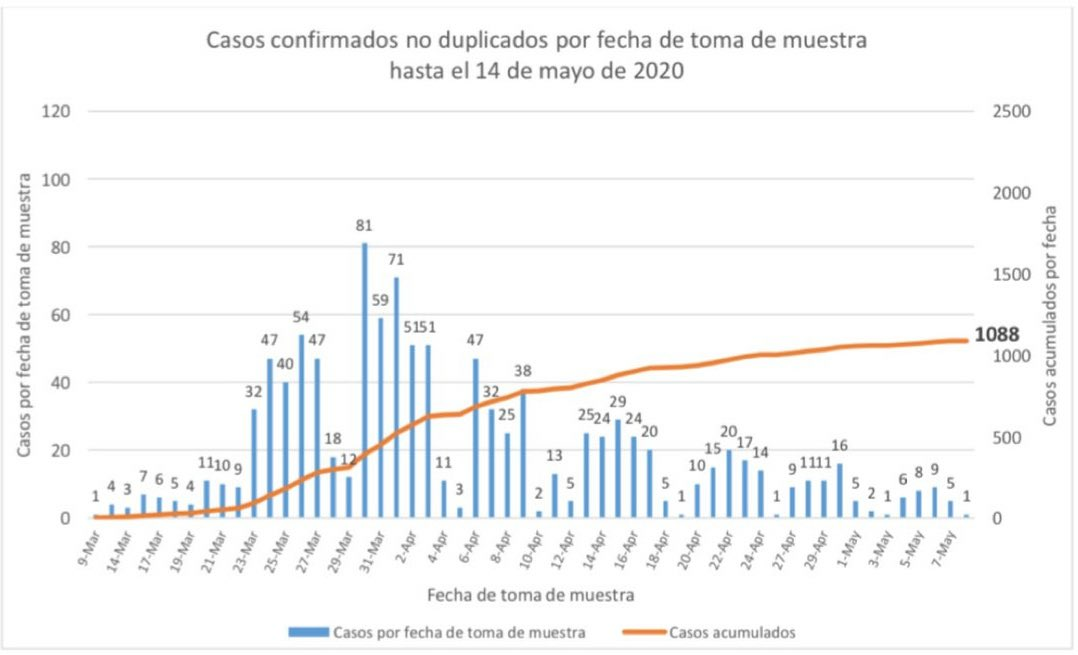 Casos confirmados no duplicados por fecha de toma de muestra
hasta el 14 de mayo de 2020
Casos por fecha de toma de muestra
120
100
80
60
40
20
0
1 4 3 7 6 5 4 11 10 9 32 47 40 54 47 18 12 81 59 71 51 51 11 3 47 32 25 38 2 13 5 25 24 29 24 20 5 1 10 15 20 17 14 1 9 11 11 16 5 2 1 6 8 9 5 1
1088
2500
2000
1500
1000
500
0
Casos acumulados por fecha
9-Mar 14-Mar 17-Mar 19-Mar 21-Mar 23-Mar 25-Mar 27-Mar 29-Mar 31-Mar 2-Apr 4-Apr 6-Apr 8-Apr 10-Apr 12-Apr 14-Apr 16-Apr 18-Apr 20-Apr 22-Apr 24-Apr 27-Apr 29-Apr 1-May 3-May 5-May 7-May
Fecha de toma de muestra
Casos por fecha de toma de muestra Casos acumulados